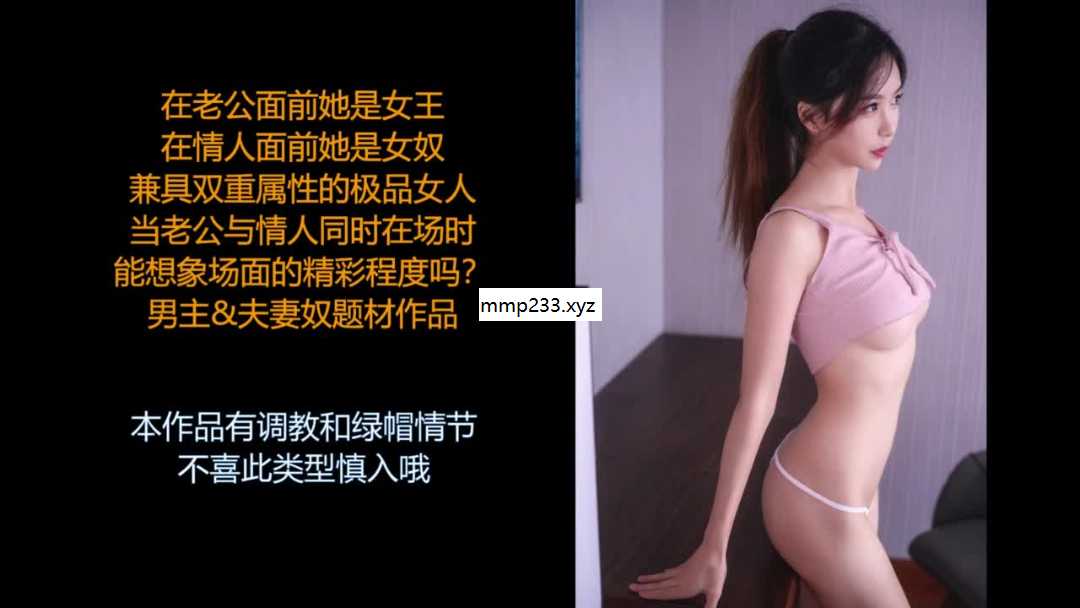 在老公面前她是女王
在情人面前她是女奴
兼具双重属性的极品女人
当老公与情人同时在场时
能想象场面的精彩程度吗?
男主&夫妻奴题材作品
mmp233.xyz
本作品有调教和绿帽情节
不喜此类型慎入哦